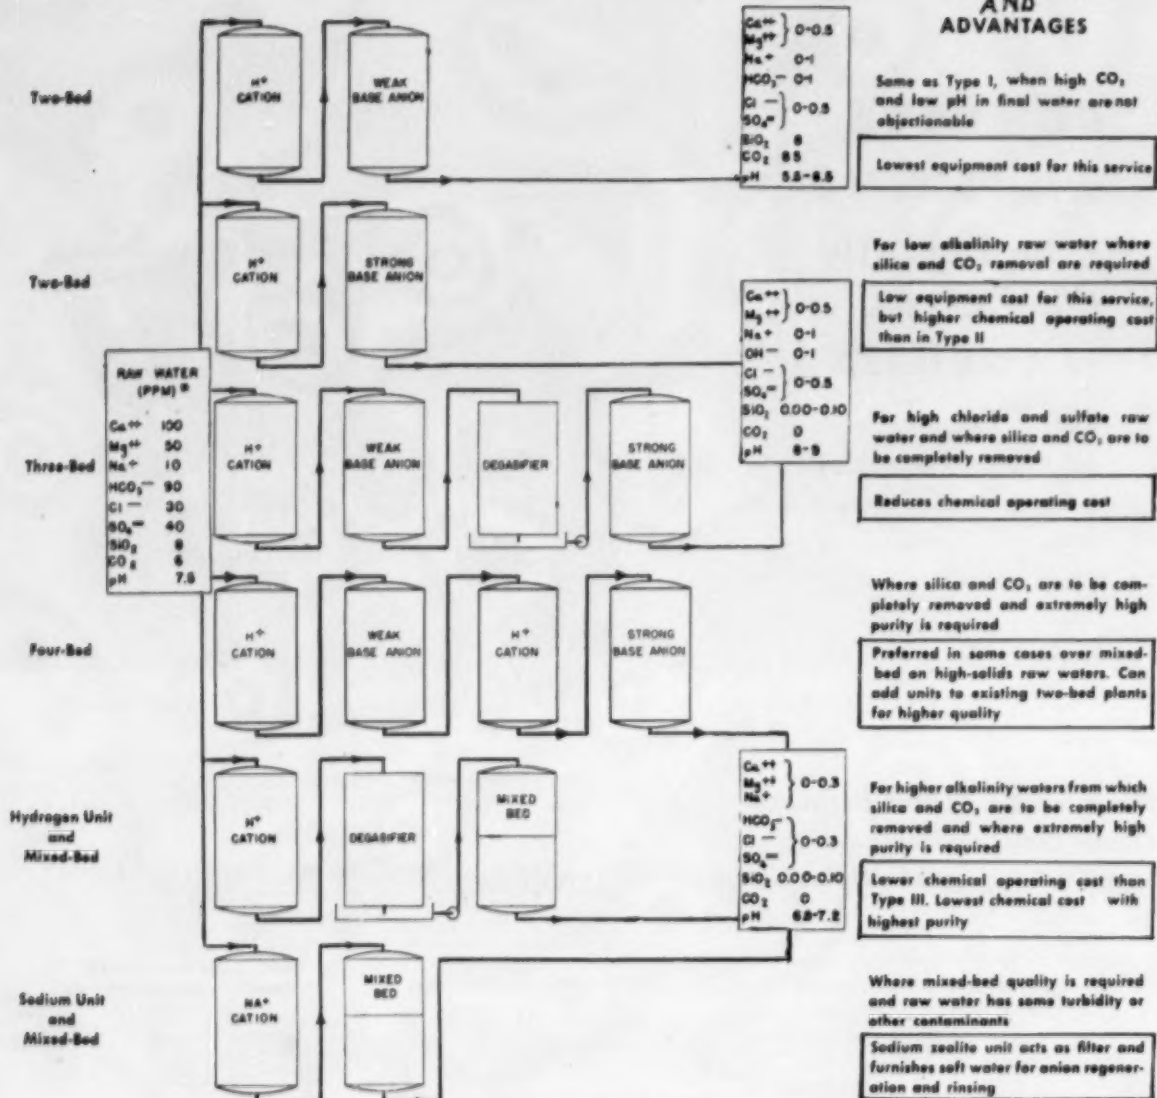 AND
ADVANTAGES
Two-Bed
H+
CATION
WEAK
BASE ANION
Ca++
Mg++ } 0-0.5
Na+ 0-1
HCO3− 0-1
Cl −
SO4= } 0-0.5
SiO2 8
CO2 85
pH 5.5-6.5
Same as Type I, when high CO2
and low pH in final water are not
objectionable
Lowest equipment cost for this service
Two-Bed
H+
CATION
STRONG
BASE ANION
Ca++
Mg++ } 0-0.5
Na+ 0-1
OH− 0-1
Cl −
SO4= } 0-0.5
SiO2 0.00-0.10
CO2 0
pH
For low alkalinity raw water where
silica and CO2 removal are required
Low equipment cost for this service,
but higher chemical operating cost
than in Type II
RAW WATER
(PPM)
Ca++ 100
Mg++ 50
Na+ 10
HCO3− 90
Cl − 30
SO4= 40
SiO2 8
CO2 6
pH 7.5
Three-Bed
H+
CATION
WEAK
BASE ANION
DEGASIFIER
STRONG
BASE ANION
For high chloride and sulfate raw
water and where silica and CO2 are to
be completely removed
Reduces chemical operating cost
Four-Bed
H+
CATION
WEAK
BASE ANION
H+
CATION
STRONG
BASE ANION
Where silica and CO2 are to be com-
pletely removed and extremely high
purity is required
Preferred in some cases over mixed-
bed on high-solids raw waters. Can
add units to existing two-bed plants
for higher quality
Hydrogen Unit
and
Mixed-Bed
H+
CATION
DEGASIFIER
MIXED
BED
Ca++
Mg++
Na+ } 0-0.3
HCO3−
Cl −
SO4= } 0-0.3
SiO2 0.00-0.10
CO2 0
pH 6.8-7.2
For higher alkalinity waters from which
silica and CO2 are to be completely
removed and where extremely high
purity is required
Lower chemical operating cost than
Type III. Lowest chemical cost with
highest purity
Sodium Unit
and
Mixed-Bed
NA+
CATION
MIXED
BED
Where mixed-bed quality is required
and raw water has some turbidity or
other contaminants
Sodium zeolite unit acts as filter and
furnishes soft water for anion regener-
ation and rinsing